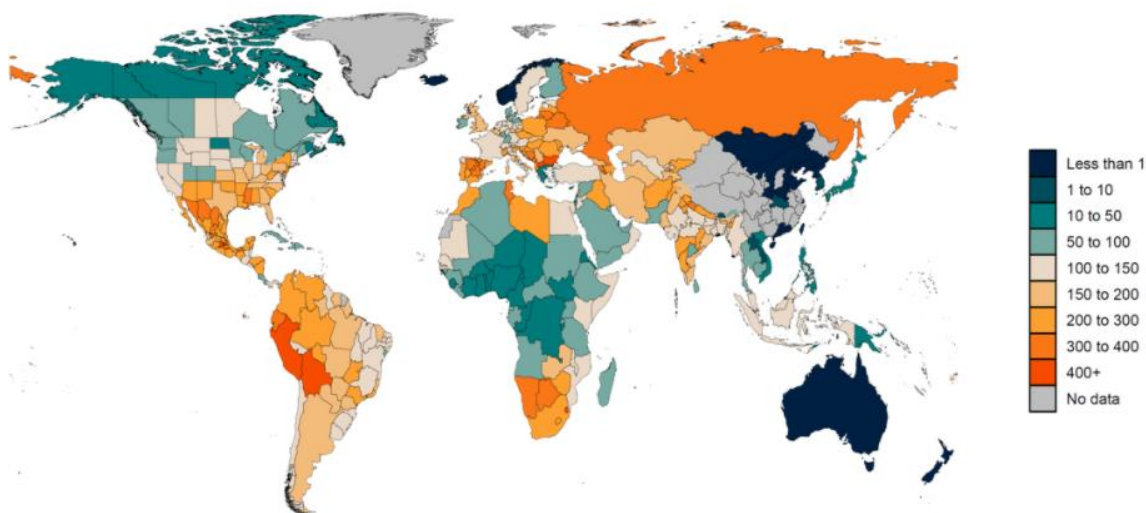 Less than 1
1 to 10
10 to 50
50 to 100
100 to 150
150 to 200
200 to 300
300 to 400
400+
No data